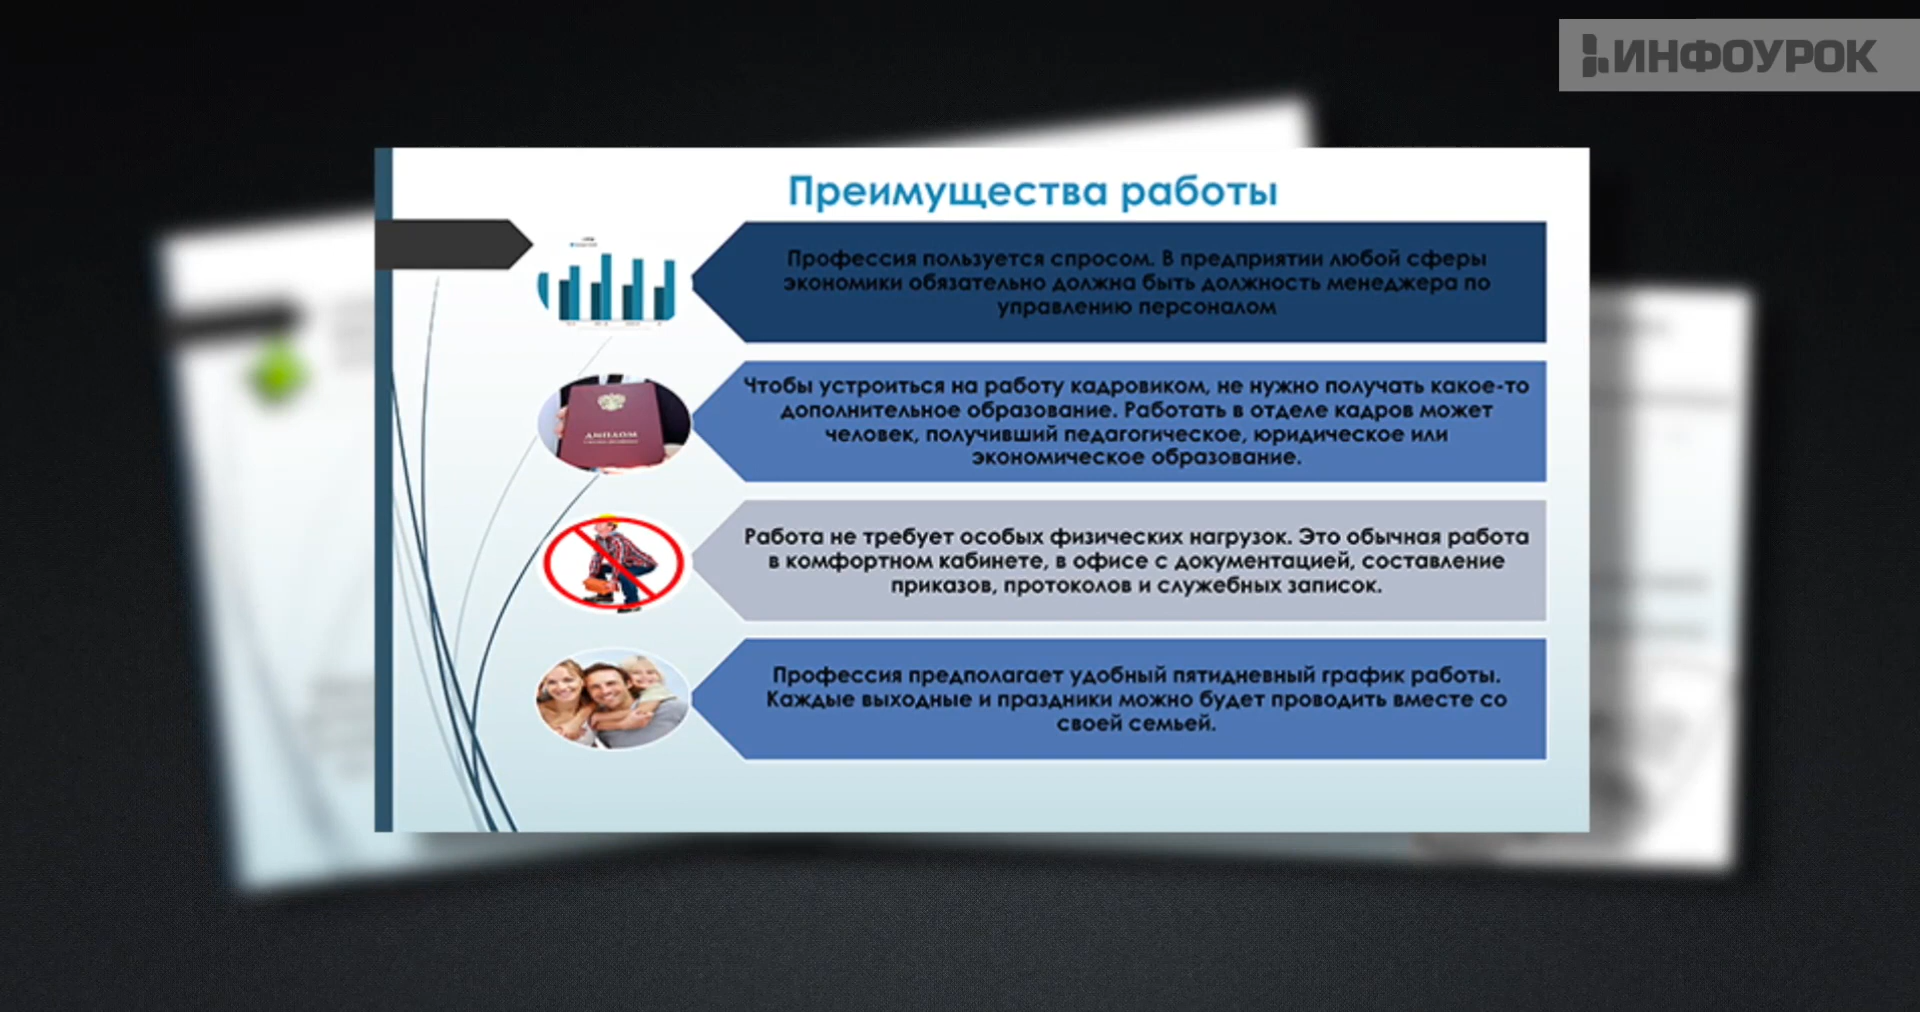 ИНФОУРОК
Преимущества работы
Профессия пользуется спросом. В предприятии любой сферы
экономики обязательно должна быть должность менеджера по
управлению персоналом
Чтобы устроиться на работу кадровиком, не нужно получать какое-то
дополнительное образование. Работать в отделе кадров может
человек, получивший педагогическое, юридическое или
экономическое образование.
ДИПЛОМ
Работа не требует особых физических нагрузок. Это обычная работа
в комфортном кабинете, в офисе с документацией, составление
приказов, протоколов и служебных записок.
Профессия предполагает удобный пятидневный график работы.
Каждые выходные и праздники можно будет проводить вместе со
своей семьей.